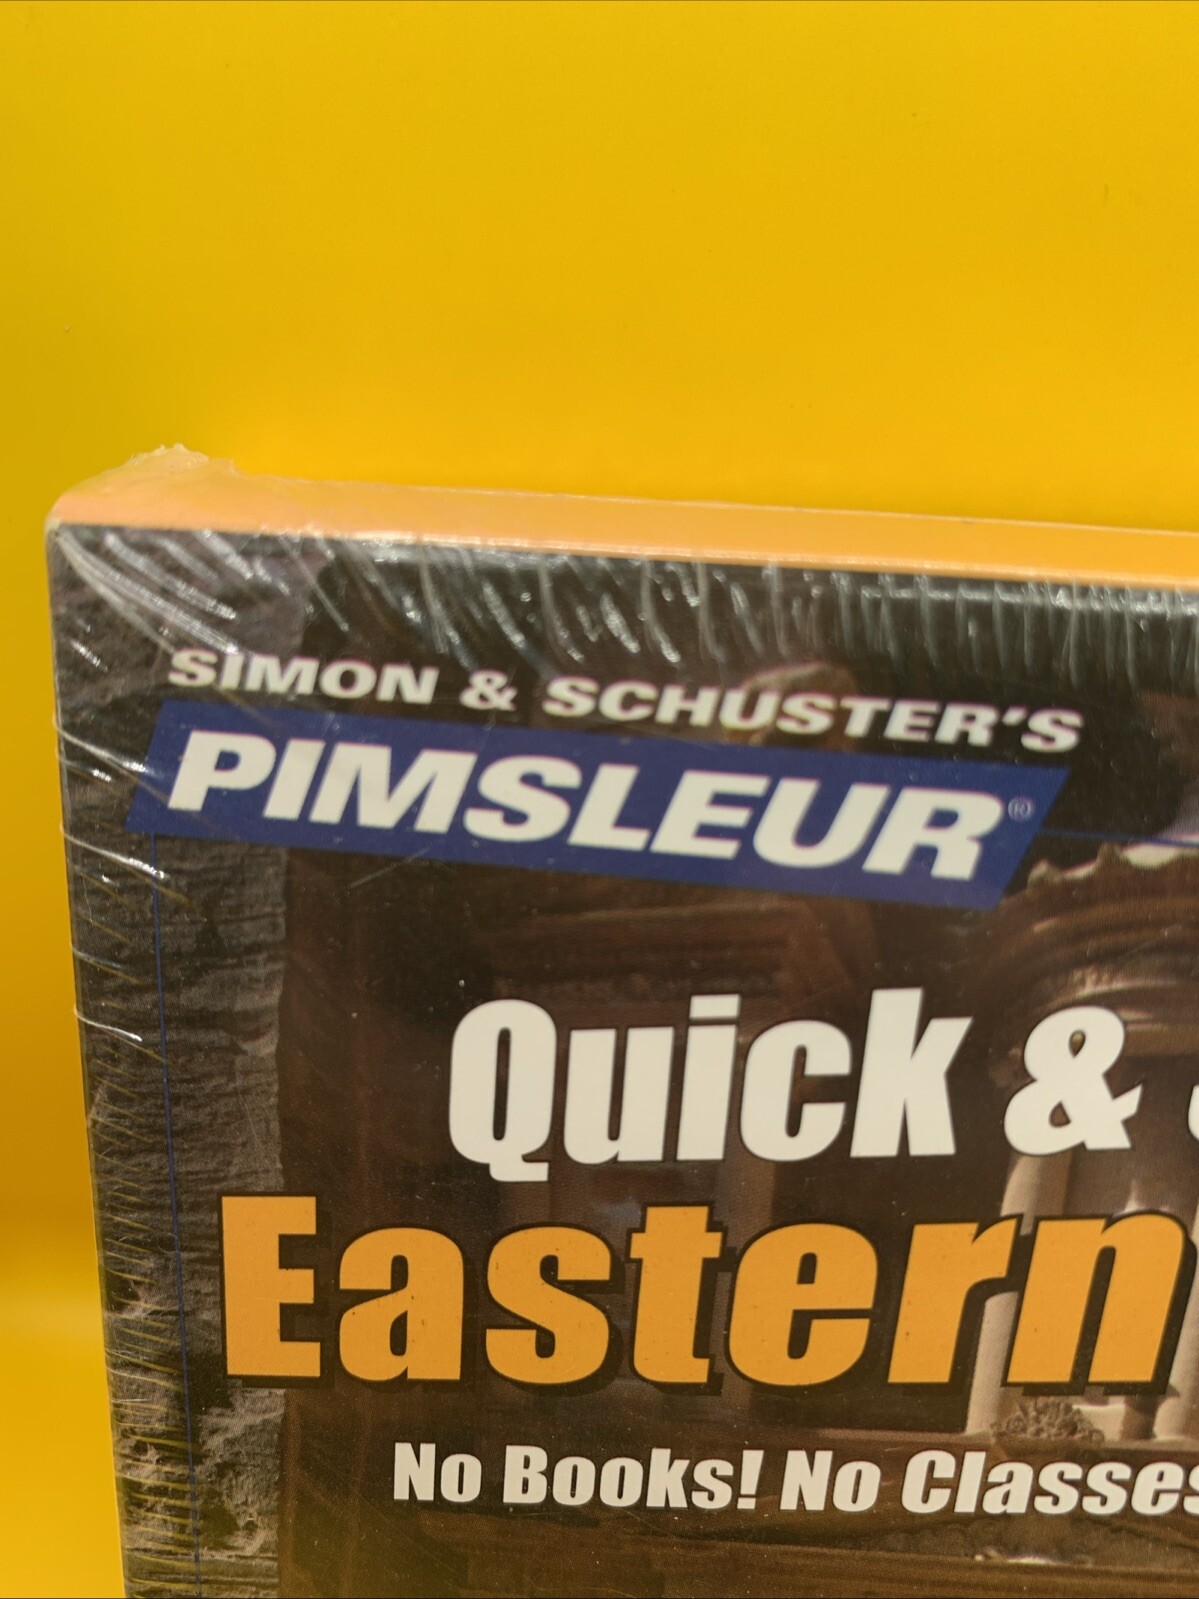 SIMON & SCHUSTER'S
PIMSLEUR®
Quick &
Eastern
No Books! No Classes